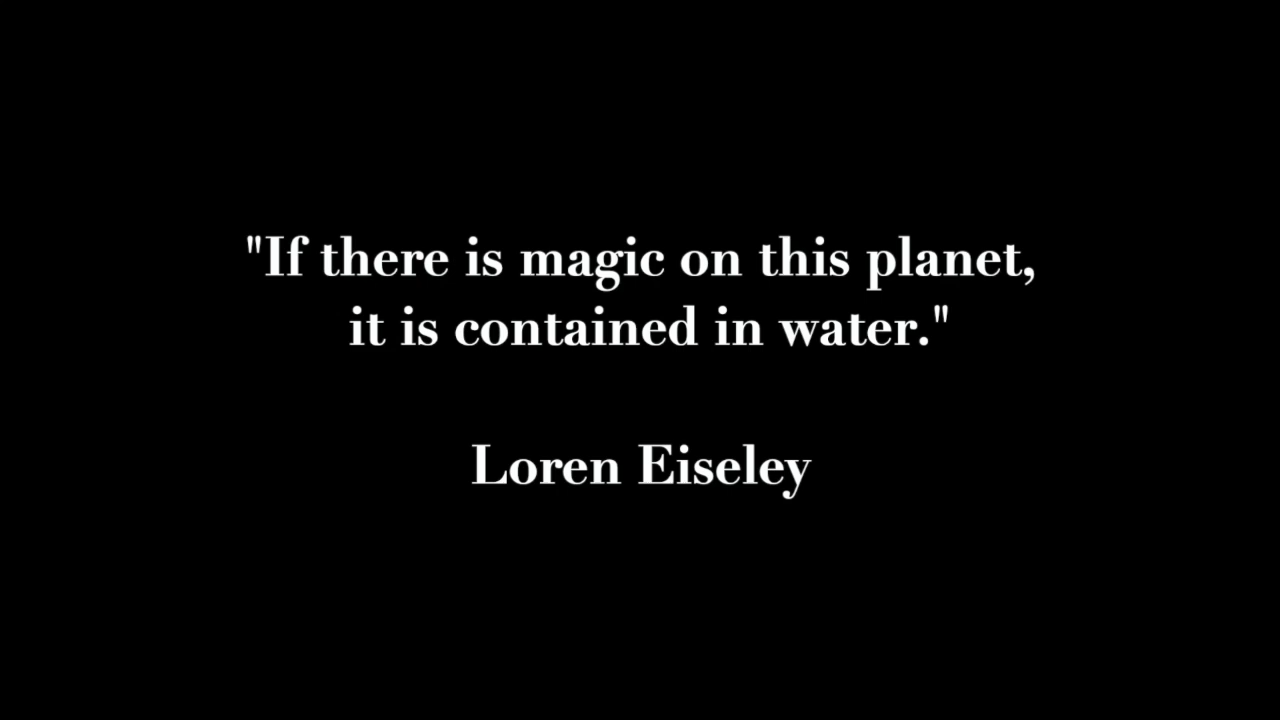 "If there is magic on this planet,
it is contained in water."
Loren Eiseley